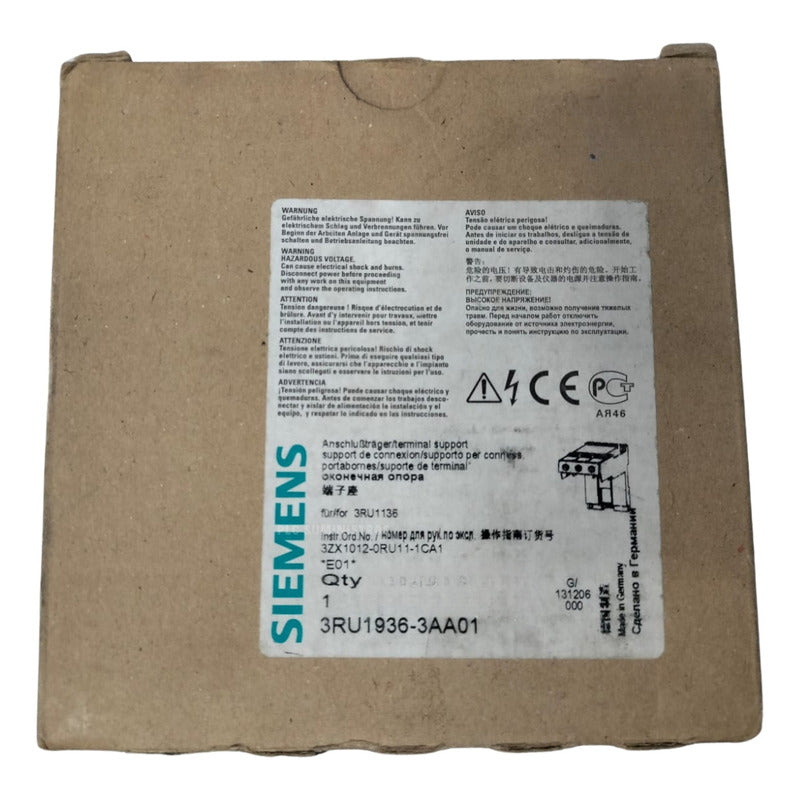 WARNUNG
Gefährliche elektrische Spannung! Kann zu
elektrischem Schlag und Verbrennungen führen. Vor
Beginn der Arbeiten Anlage und Gerät spannungsfrei
schalten und Betriebsanleitung beachten.
WARNING
HAZARDOUS VOLTAGE.
Can cause electrical shock and burns.
Disconnect power before proceeding
with any work on this equipment
and observe the operating instructions.
ATTENTION
Tension dangereuse ! Risque d'électrocution et de
brûlure. Avant d'y intervenir pour travaux, mettre
l'installation ou l'appareil hors tension, et tenir
compte des instructions de service.
ATTENZIONE
Tensione elettrica pericolosa! Rischio di shock
elettrico e ustioni. Prima di eseguire qualsiasi tipo
di lavoro, assicurarsi che l'apparecchio e l'impianto
siano scollegati e osservare le istruzioni per l'uso.
ADVERTENCIA
¡Tensión peligrosa! Puede causar choque eléctrico y
quemaduras. Antes de comenzar los trabajos desco-
nectar y aislar de alimentación la instalación y el
equipo, y respetar lo indicado en las instrucciones.
AVISO
Tensão elétrica perigosa!
Pode causar um choque elétrico e queimaduras.
Antes de iniciar os trabalhos, desligue a tensão de
unidade e do aparelho e consultar, adicionalmente,
o manual de serviço.
警告:
危险的电压! 有导致电击和灼伤的危险。开始工
作之前,要切断设备及仪器的电源并注意操作指南.
ПРЕДУПРЕЖДЕНИЕ:
ВЫСОКОЕ НАПРЯЖЕНИЕ!
Опасно для жизни, возможно получение тяжелых
травм. Перед началом работ отключить
оборудование от источника электроэнергии,
прочесть и понять инструкцию по эксплуатации.
CE
РСТ
АЯ46
SIEMENS
Anschlußträger/terminal support
support de connexion/supporto per conness.
portabornes/suporte de terminal
оконечная опора
端子座
für/for 3RU1136
Instr.Ord.No. / номер для рук.по экспл. 操作指南订货号
3ZX1012-0RU11-1CA1
*E01*
Qty
1
3RU1936-3AA01
G/
131206
000
Made in Germany
Сделано в Германии